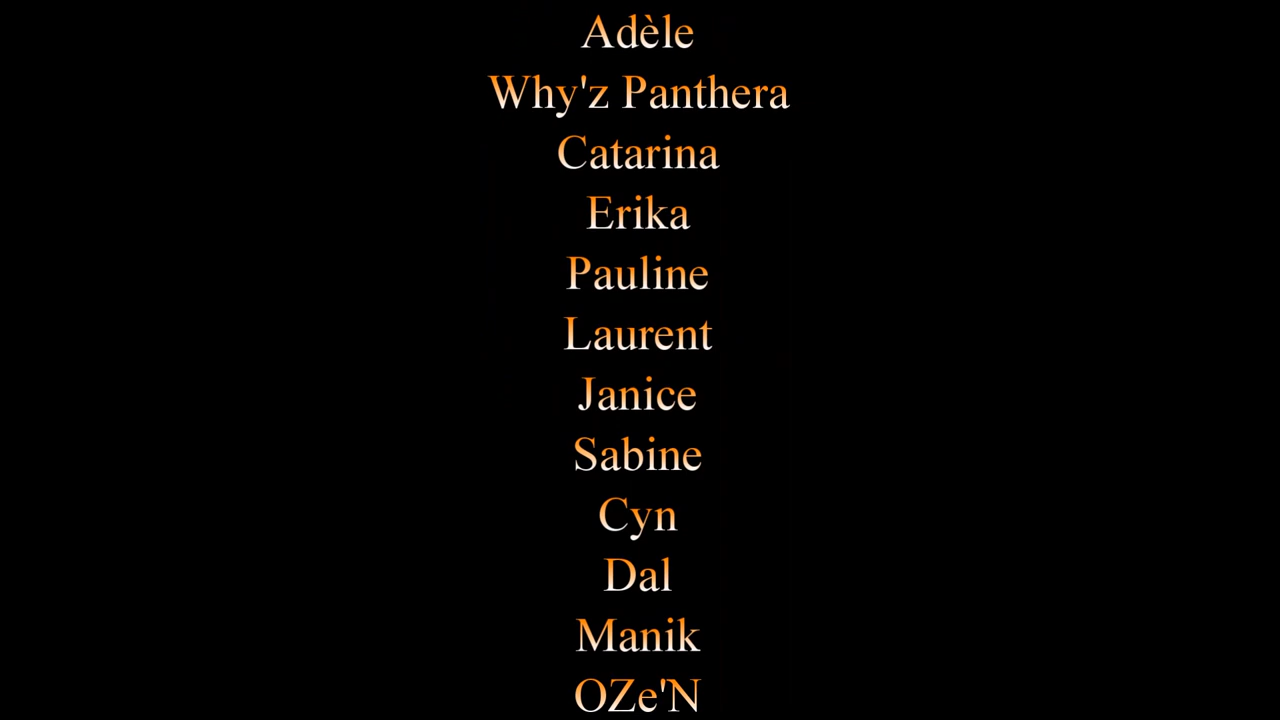 Adèle
Why'z Panthera
Catarina
Erika
Pauline
Laurent
Janice
Sabine
Cyn
Dal
Manik
OZe'N